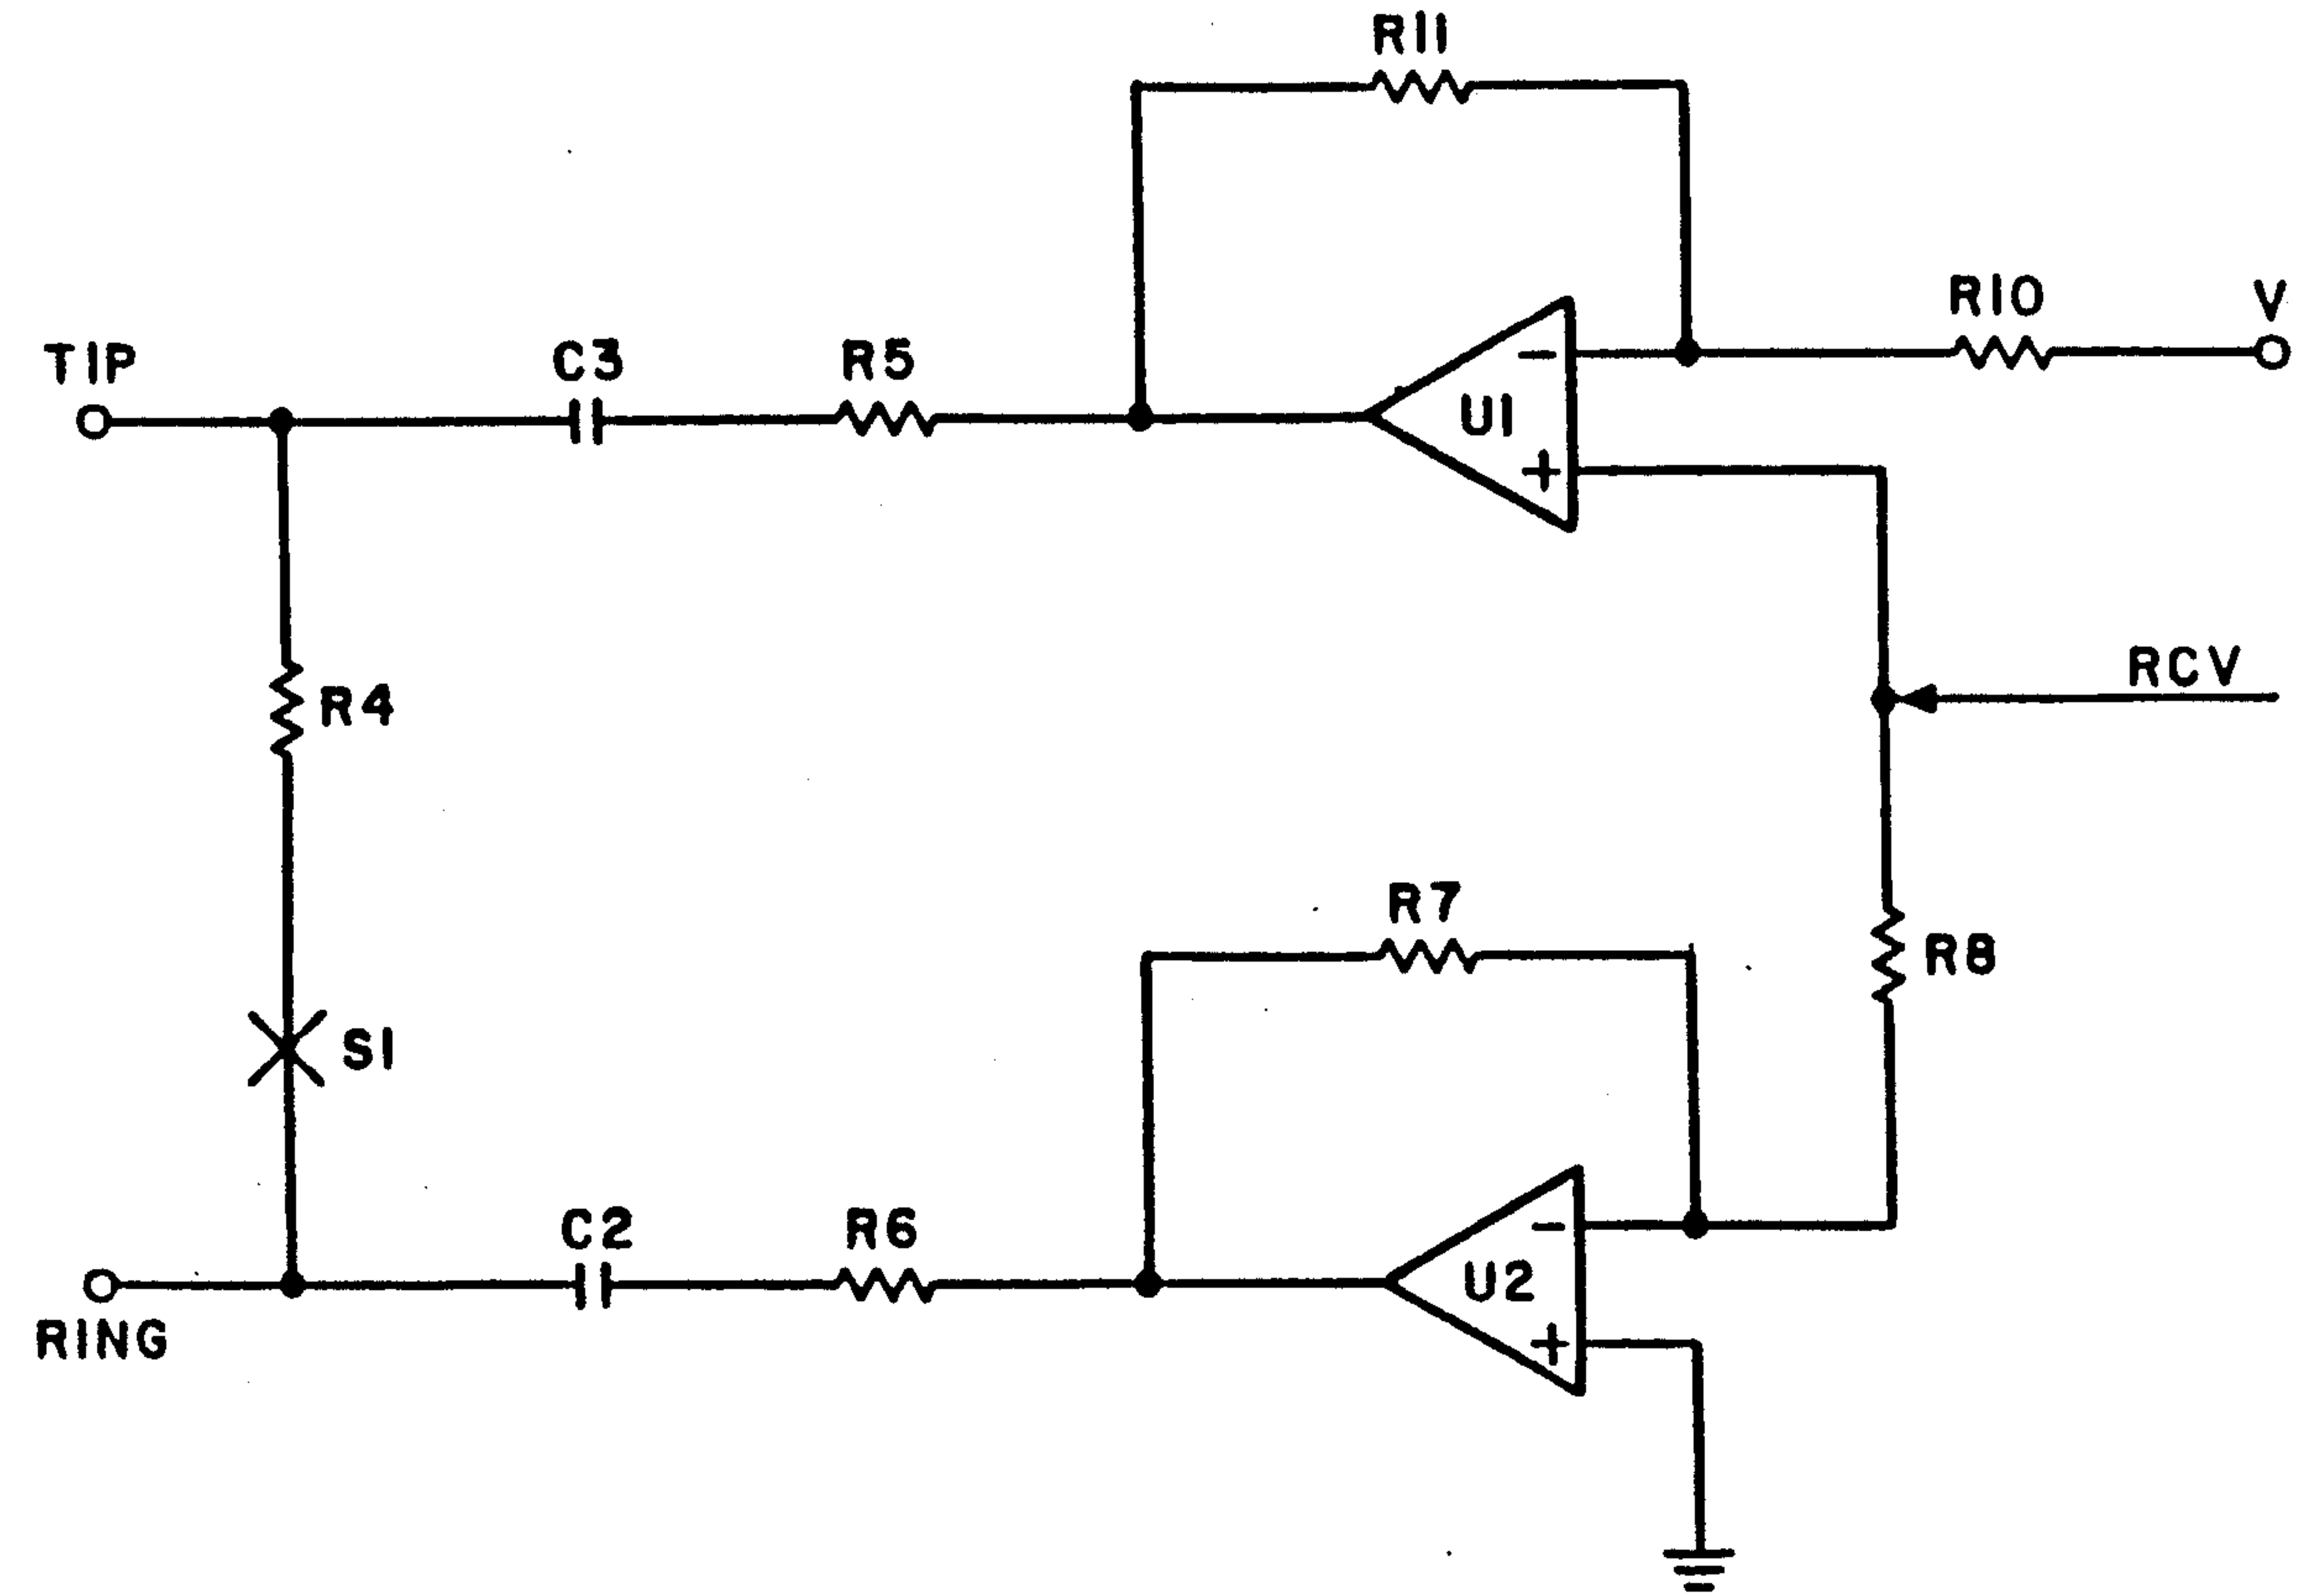 R11
R10
V
TIP
C3
R5
−
U1
+
RCV
R4
R7
R8
S1
C2
R6
−
U2
+
RING